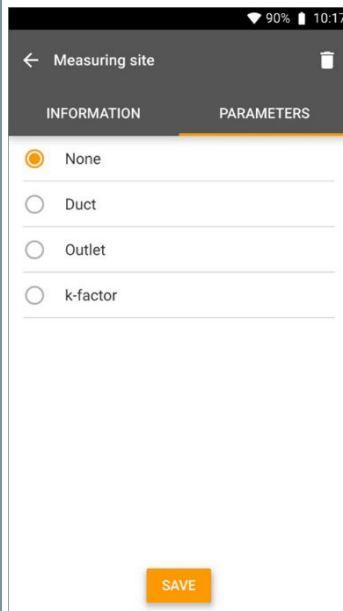 90% 10:17
Measuring site
INFORMATION PARAMETERS
None
Duct
Outlet
k-factor
SAVE